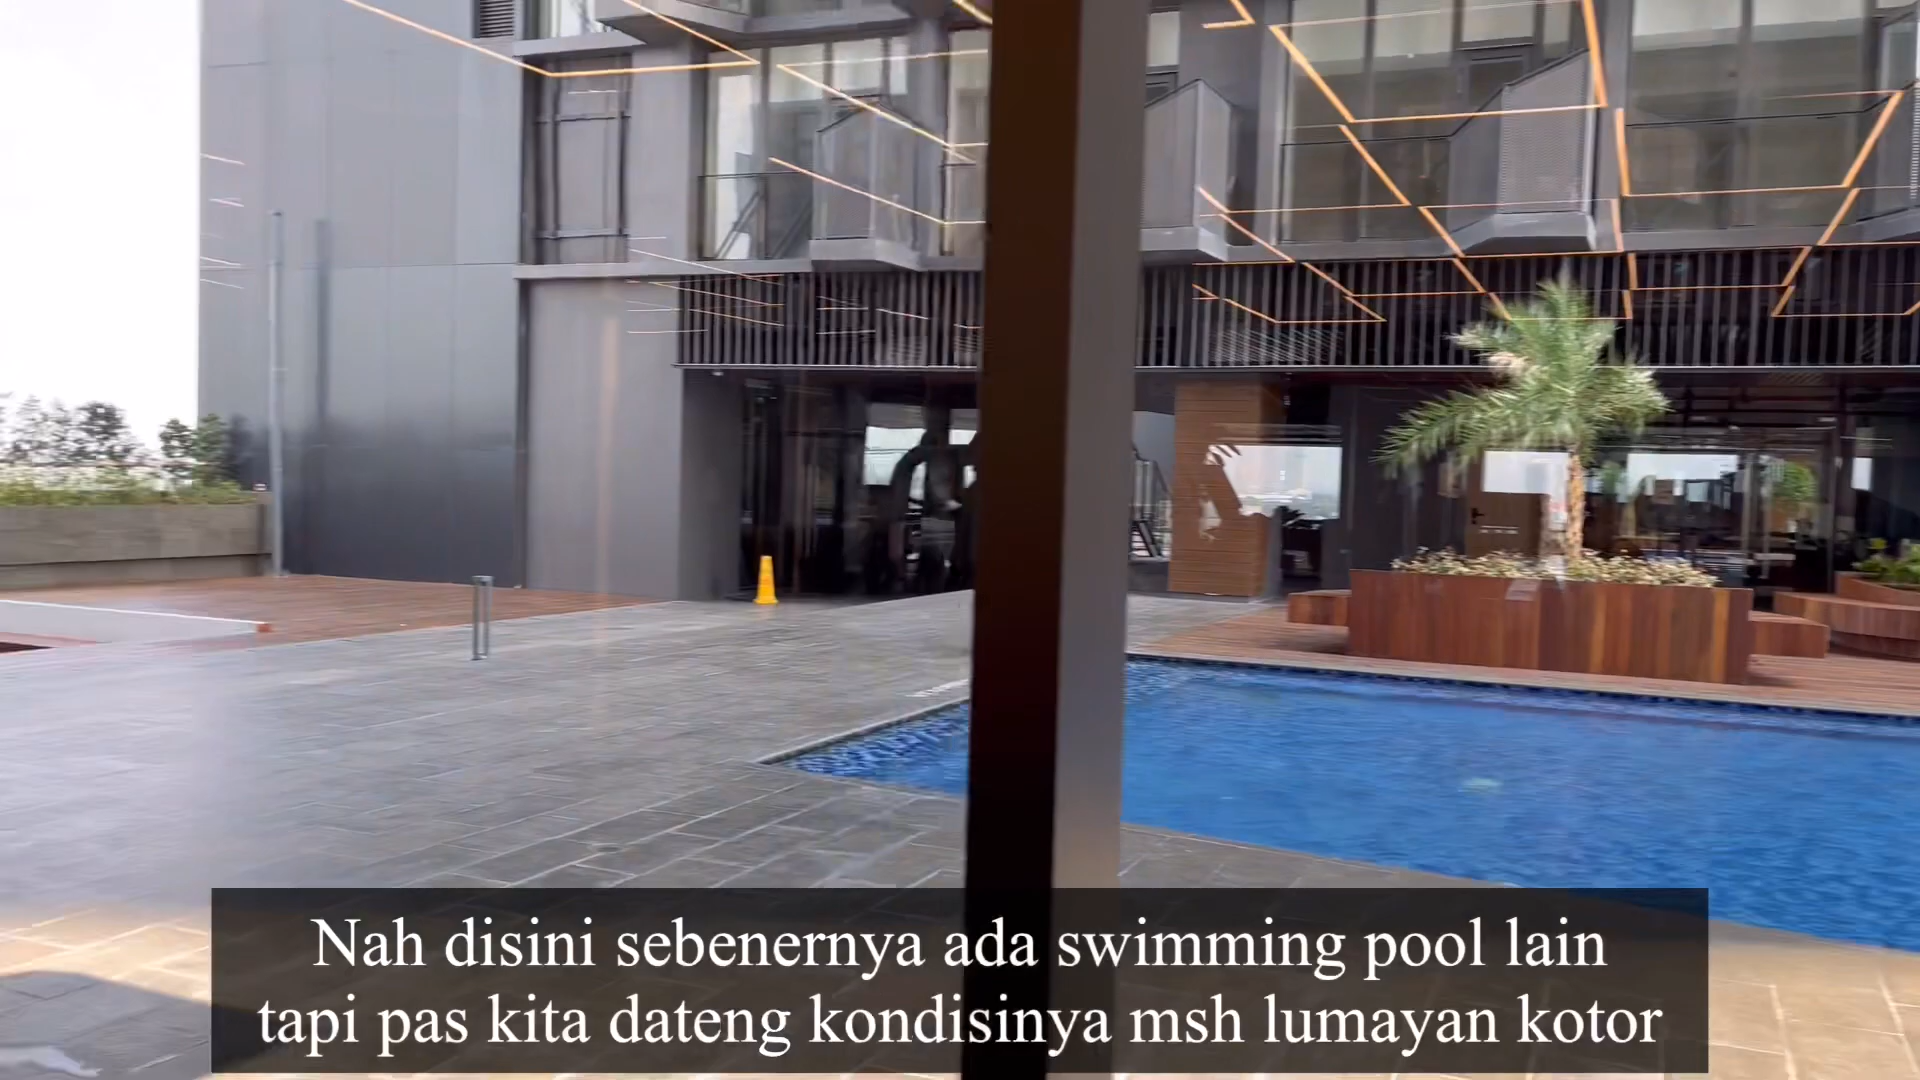 Nah disini sebenernya ada swimming pool lain
tapi pas kita dateng kondisinya msh lumayan kotor